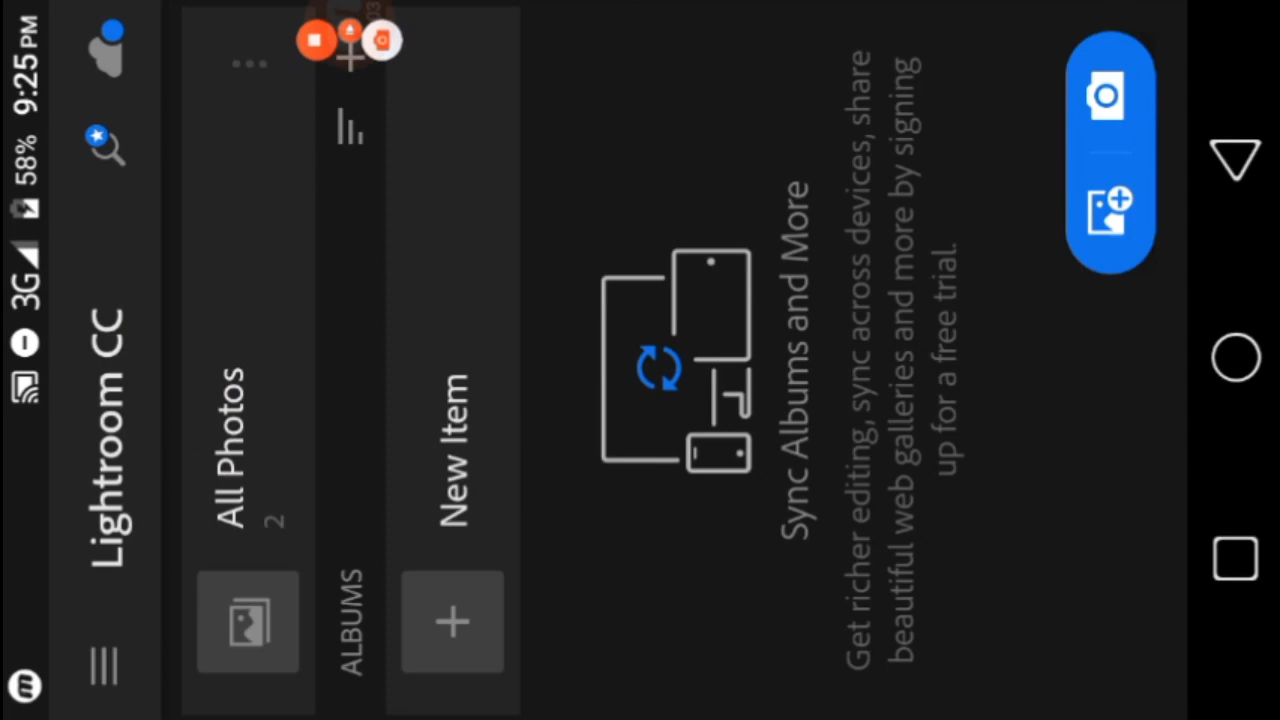 3G 58% 9:25 PM
Lightroom CC
All Photos
2
ALBUMS
New Item
Sync Albums and More
Get richer editing, sync across devices, share
beautiful web galleries and more by signing
up for a free trial.